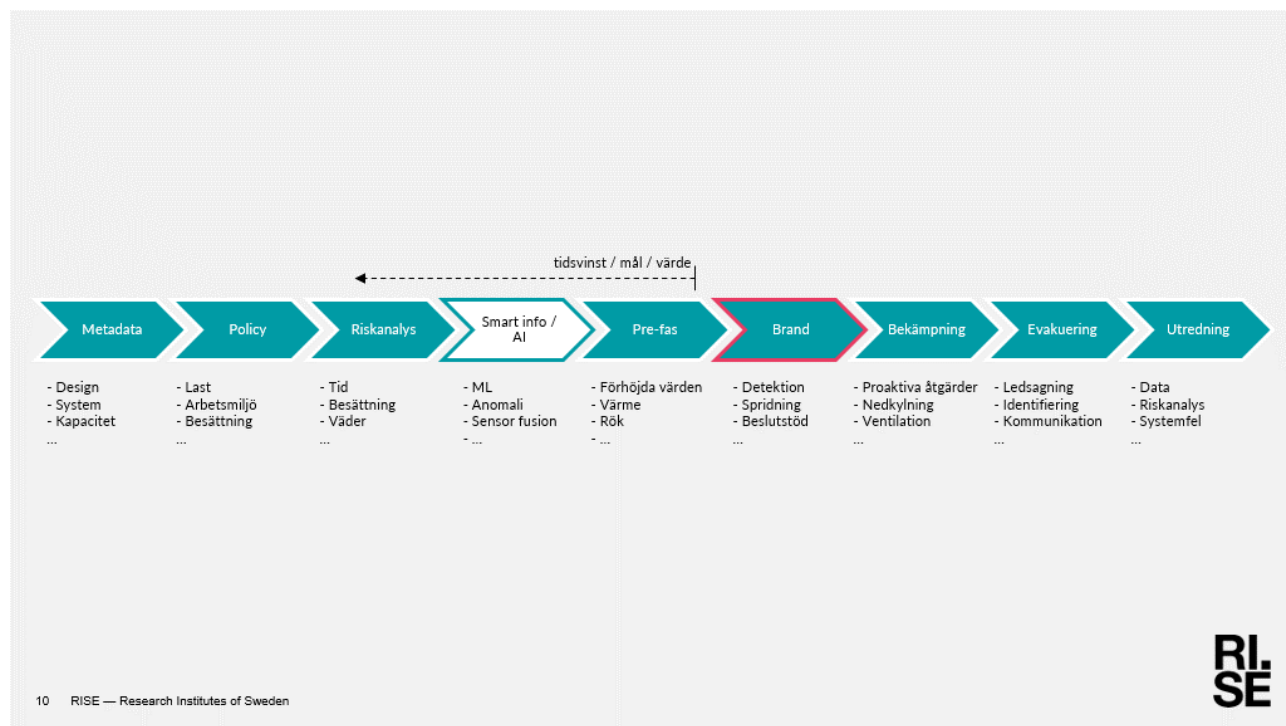 tidsvinst / mål / värde
Metadata
Policy
Riskanalys
Smart info /
AI
Pre-fas
Brand
Bekämpning
Evakuering
Utredning
- Design
- System
- Kapacitet
...
- Last
- Arbetsmiljö
- Besättning
...
- Tid
- Besättning
- Väder
...
- ML
- Anomali
- Sensor fusion
- ...
- Förhöjda värden
- Värme
- Rök
- ...
- Detektion
- Spridning
- Beslutstöd
...
- Proaktiva åtgärder
- Nedkylning
- Ventilation
...
- Ledsagning
- Identifiering
- Kommunikation
...
- Data
- Riskanalys
- Systemfel
...
10 RISE — Research Institutes of Sweden
RI.
SE